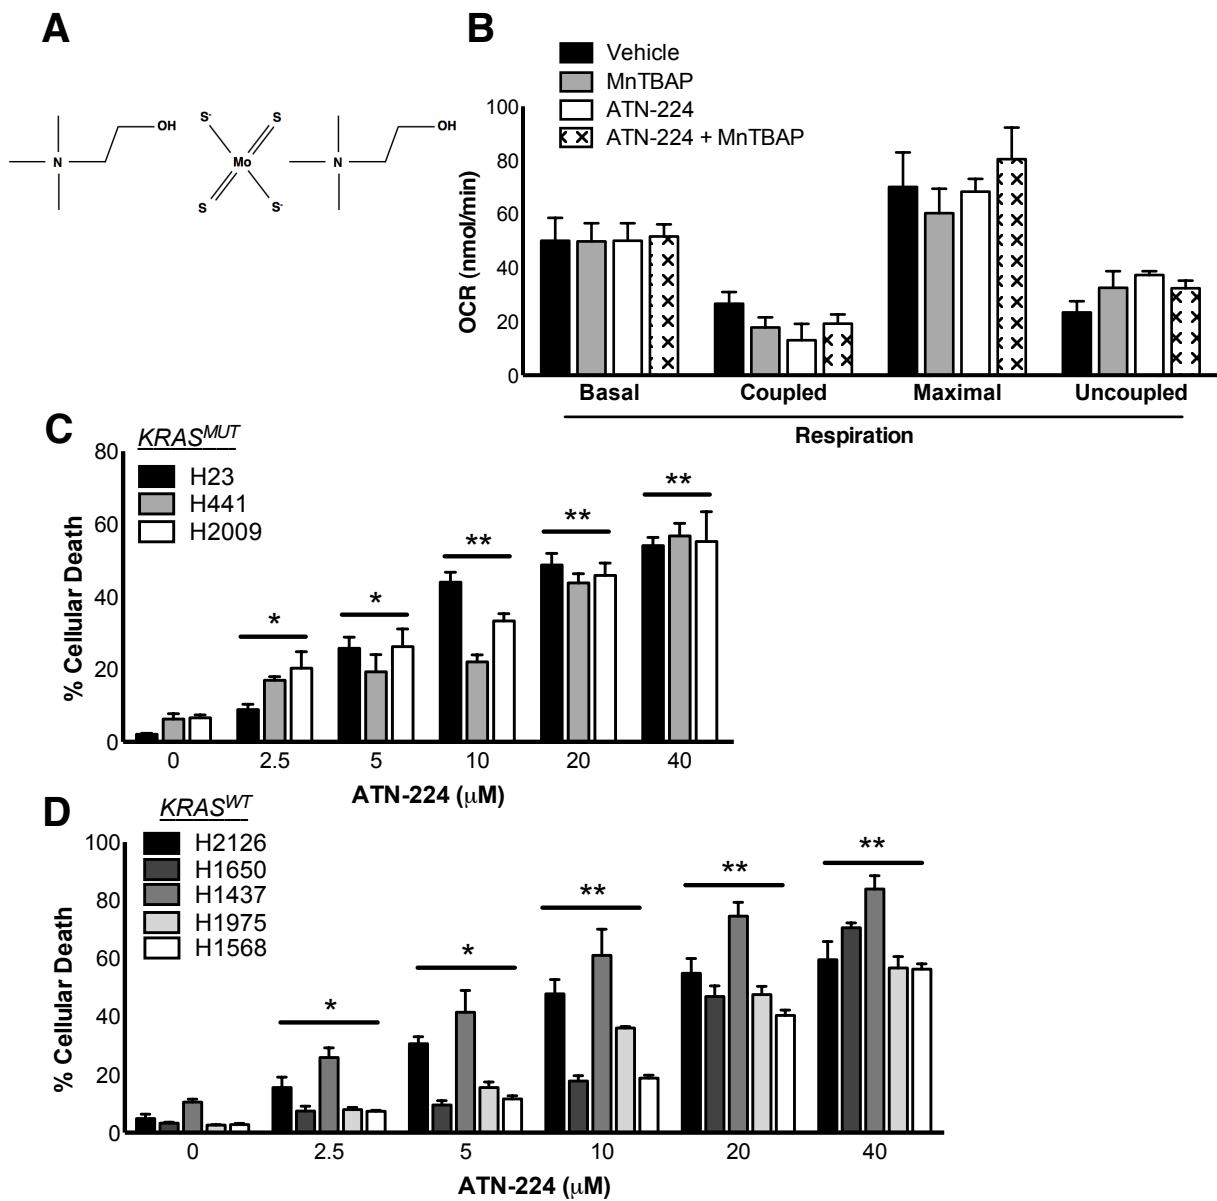 A
N
OH
S-
S
Mo
S
S-
N
OH
B
Vehicle
MnTBAP
ATN-224
ATN-224 + MnTBAP
OCR (nmol/min)
100
80
60
40
20
0
Basal Coupled Maximal Uncoupled
Respiration
C
KRAS^MUT
H23
H441
H2009
% Cellular Death
80
60
40
20
0
* * ** ** **
0 2.5 5 10 20 40
ATN-224 (μM)
D
KRAS^WT
H2126
H1650
H1437
H1975
H1568
% Cellular Death
100
80
60
40
20
0
* * ** ** **
0 2.5 5 10 20 40
ATN-224 (μM)